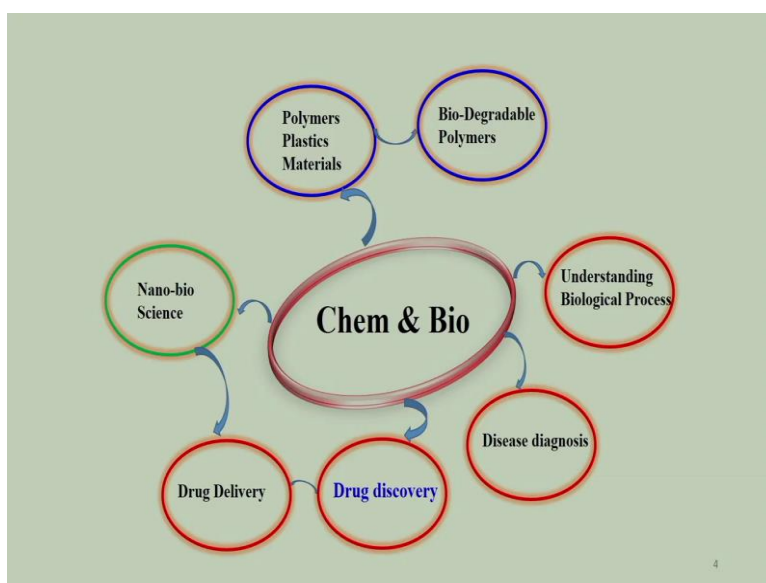 Polymers
Plastics
Materials
Bio-Degradable
Polymers
Nano-bio
Science
Understanding
Biological Process
Chem & Bio
Disease diagnosis
Drug Delivery
Drug discovery
4